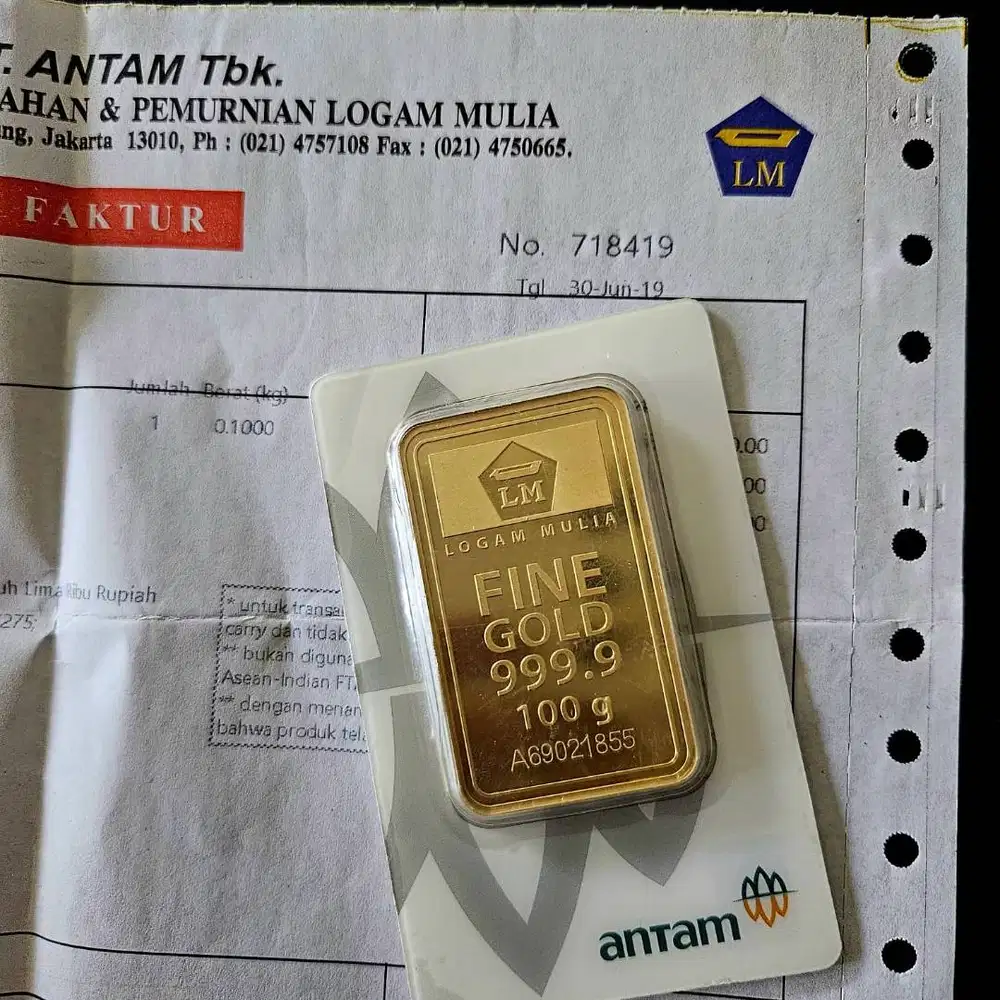 T. ANTAM Tbk.
AHAN & PEMURNIAN LOGAM MULIA
ng, Jakarta 13010, Ph : (021) 4757108 Fax : (021) 4750665.
LM
FAKTUR
No. 718419
Tgl 30-Jun-19
Jumlah Berat (kg)
1 0.1000
.00
00
0
uh Lima Ribu Rupiah
275;
* untuk transa
carry dan tidak
** bukan diguna
Asean-Indian FT
** dengan menan
bahwa produk tel
LM
LOGAM MULIA
FINE
GOLD
999.9
100 g
A69021855
antam